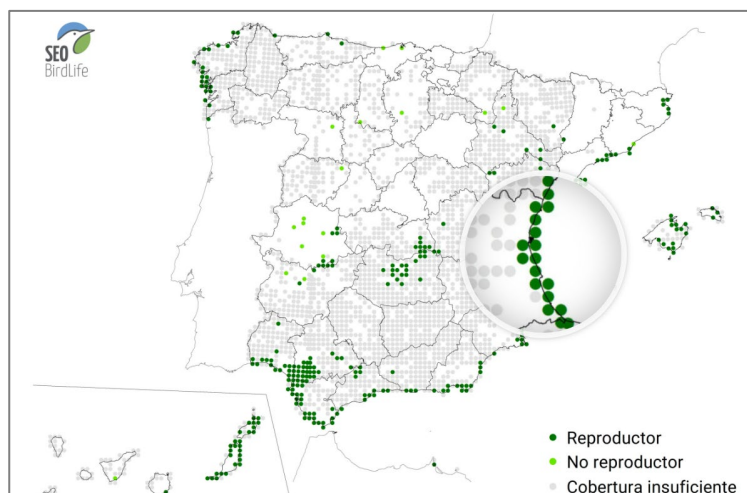 SEO
BirdLife
Reproductor
No reproductor
Cobertura insuficiente